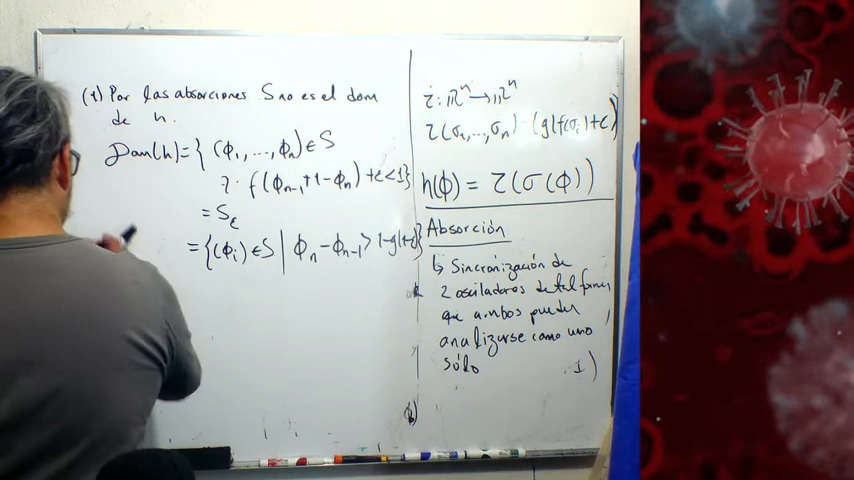 (1) Por las absorciones S no es el dom
de h.
Dom(h) = { (ϕ₁, ..., ϕₙ) ∈ S
: f(ϕₙ₋₁ + 1 - ϕₙ) + ε < 1}
= Sε
= {(ϕᵢ) ∈ S | ϕₙ - ϕₙ₋₁ > 1 - g(1-ε)}
τ: ℝⁿ → ℝⁿ
τ(σ₁, ..., σₙ) = (g(f(σᵢ) + ε)
h(ϕ) = τ(σ(ϕ))
Absorción
↳ Sincronización de
2 osciladores de tal forma
que ambos pueden
analizarse como uno
sólo
1)